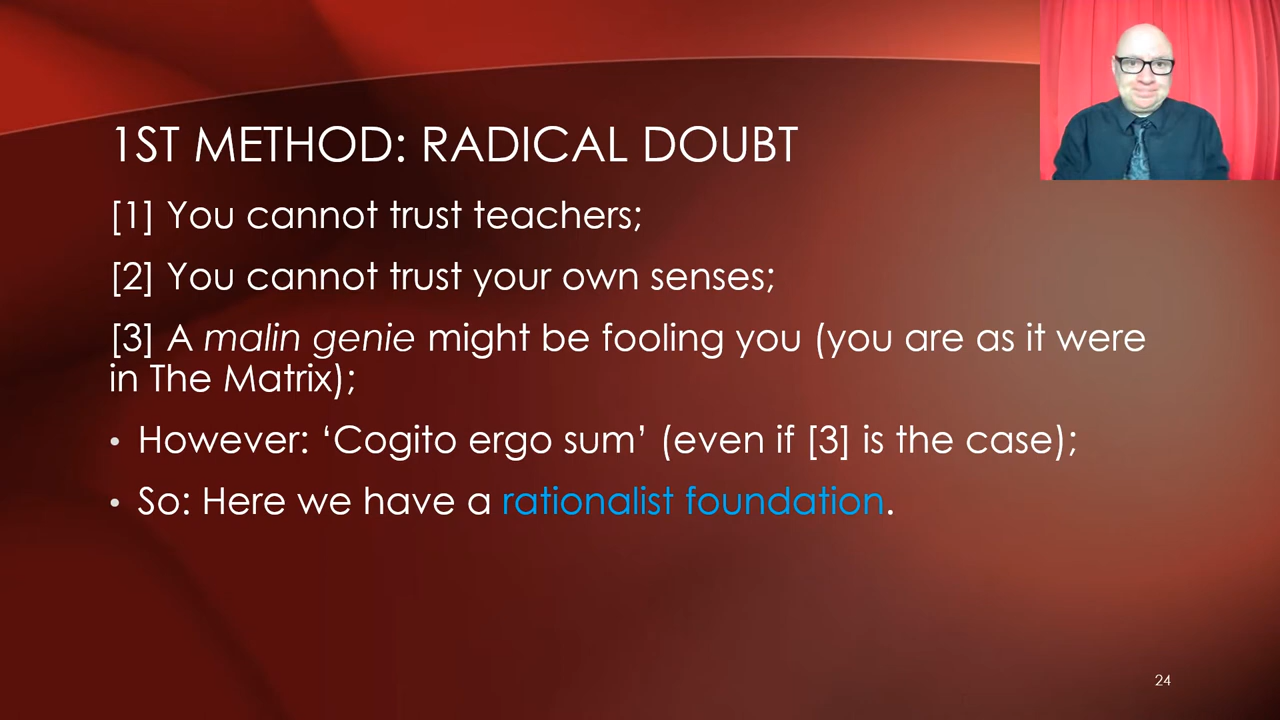 1ST METHOD: RADICAL DOUBT
[1] You cannot trust teachers;
[2] You cannot trust your own senses;
[3] A malin genie might be fooling you (you are as it were
in The Matrix);
• However: ‘Cogito ergo sum’ (even if [3] is the case);
• So: Here we have a rationalist foundation.
24